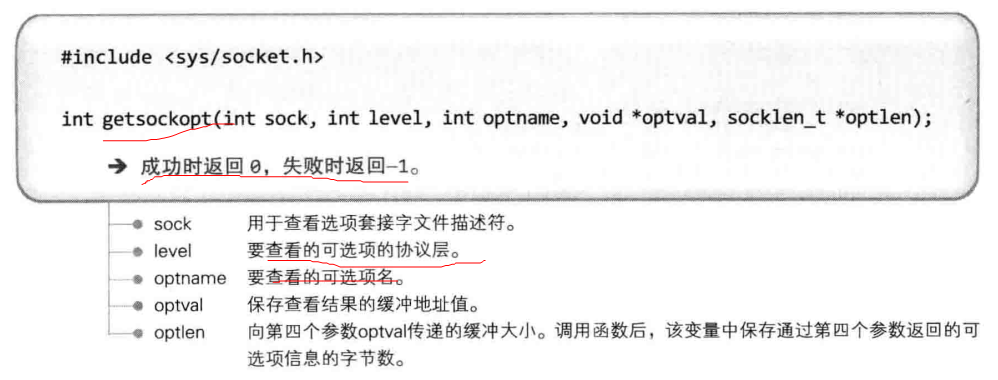 #include <sys/socket.h>
int getsockopt(int sock, int level, int optname, void *optval, socklen_t *optlen);
➔ 成功时返回 0，失败时返回-1。
sock 用于查看选项套接字文件描述符。
level 要查看的可选项的协议层。
optname 要查看的可选项名。
optval 保存查看结果的缓冲地址值。
optlen 向第四个参数optval传递的缓冲大小。调用函数后，该变量中保存通过第四个参数返回的可
选项信息的字节数。